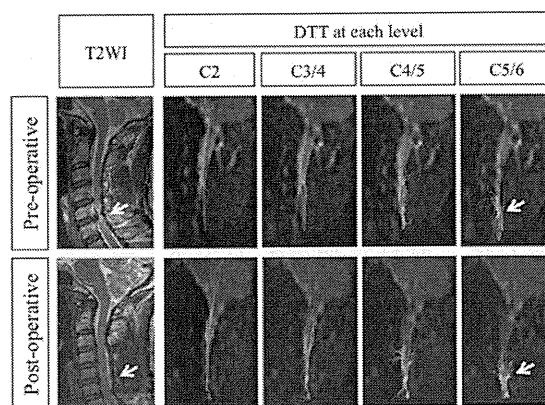 DTT at each level
T2WI
C2
C3/4
C4/5
C5/6
Pre-operative
Post-operative